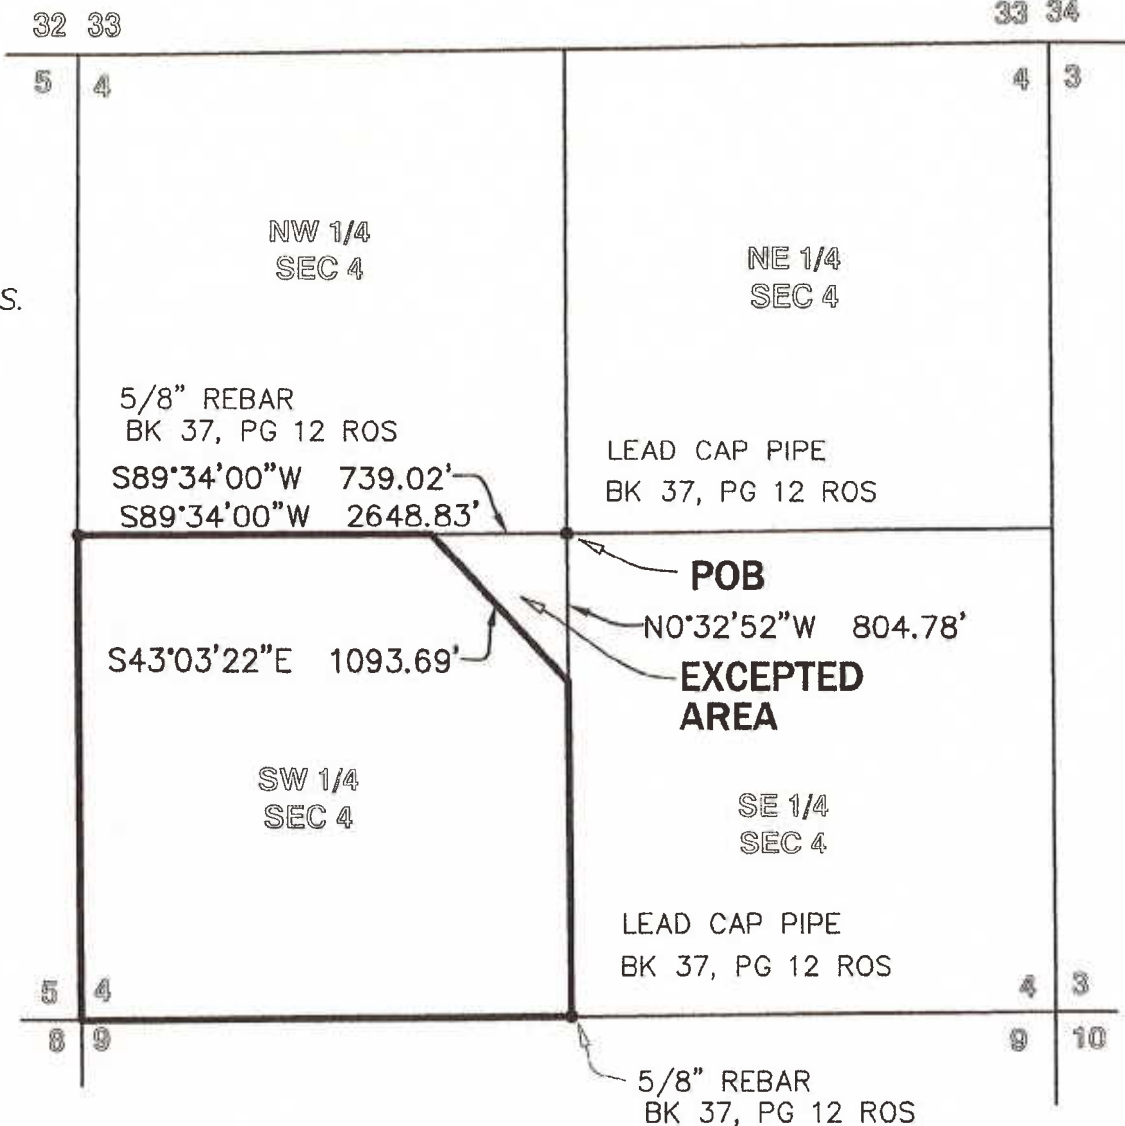 32 33
33 34
5 4
4 3
NW 1/4
SEC 4
NE 1/4
SEC 4
S.
5/8" REBAR
BK 37, PG 12 ROS
S89°34'00"W 739.02'
S89°34'00"W 2648.83'
LEAD CAP PIPE
BK 37, PG 12 ROS
POB
N0°32'52"W 804.78'
S43°03'22"E 1093.69'
EXCEPTED
AREA
SW 1/4
SEC 4
SE 1/4
SEC 4
LEAD CAP PIPE
BK 37, PG 12 ROS
5 4
4 3
8 9
9 10
5/8" REBAR
BK 37, PG 12 ROS